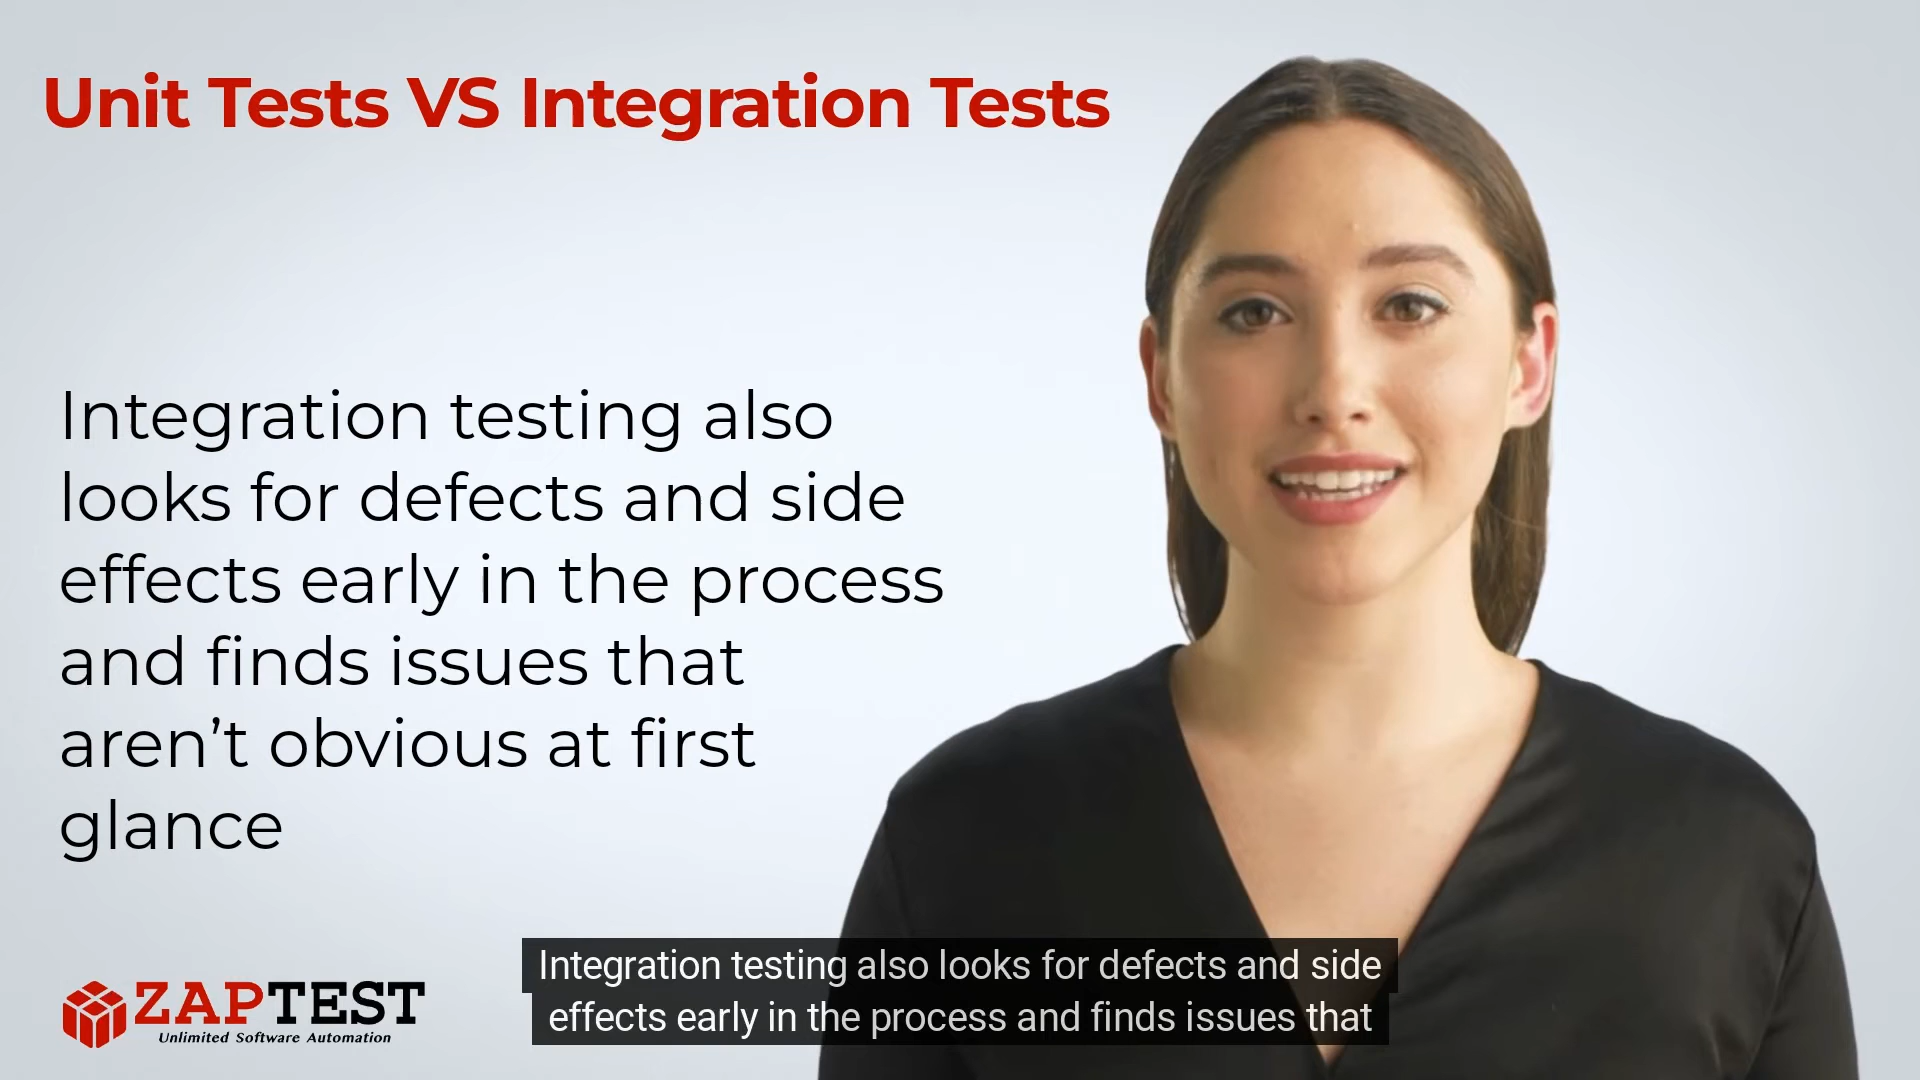 Unit Tests VS Integration Tests
Integration testing also
looks for defects and side
effects early in the process
and finds issues that
aren’t obvious at first
glance
ZAPTEST
Unlimited Software Automation
Integration testing also looks for defects and side
effects early in the process and finds issues that